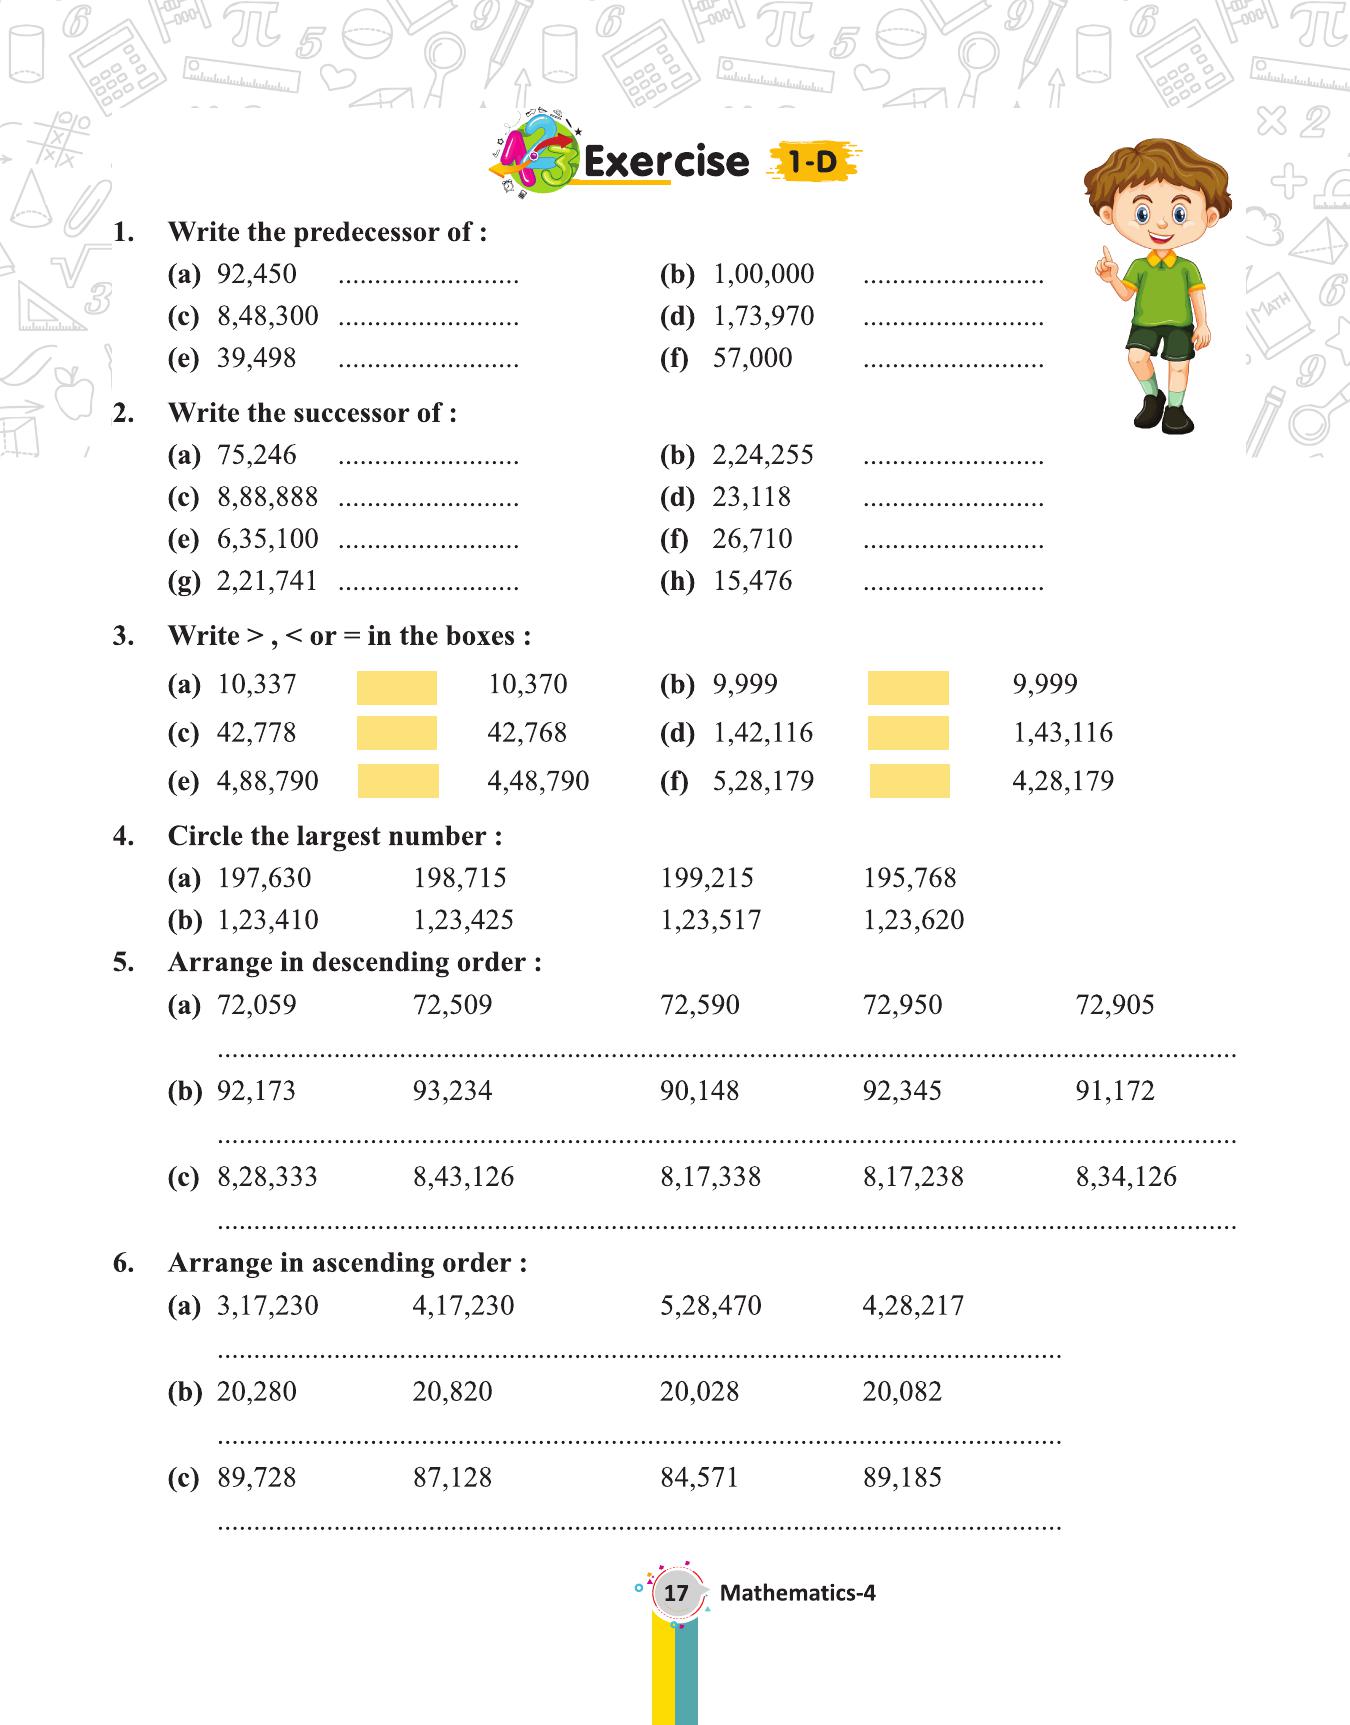 Exercise 1-D
1. Write the predecessor of :
(a) 92,450 ......................... (b) 1,00,000 .........................
(c) 8,48,300 ......................... (d) 1,73,970 .........................
(e) 39,498 ......................... (f) 57,000 .........................
2. Write the successor of :
(a) 75,246 ......................... (b) 2,24,255 .........................
(c) 8,88,888 ......................... (d) 23,118 .........................
(e) 6,35,100 ......................... (f) 26,710 .........................
(g) 2,21,741 ......................... (h) 15,476 .........................
3. Write > , < or = in the boxes :
(a) 10,337 10,370 (b) 9,999 9,999
(c) 42,778 42,768 (d) 1,42,116 1,43,116
(e) 4,88,790 4,48,790 (f) 5,28,179 4,28,179
4. Circle the largest number :
(a) 197,630 198,715 199,215 195,768
(b) 1,23,410 1,23,425 1,23,517 1,23,620
5. Arrange in descending order :
(a) 72,059 72,509 72,590 72,950 72,905
(b) 92,173 93,234 90,148 92,345 91,172
(c) 8,28,333 8,43,126 8,17,338 8,17,238 8,34,126
6. Arrange in ascending order :
(a) 3,17,230 4,17,230 5,28,470 4,28,217
(b) 20,280 20,820 20,028 20,082
(c) 89,728 87,128 84,571 89,185
17 Mathematics-4